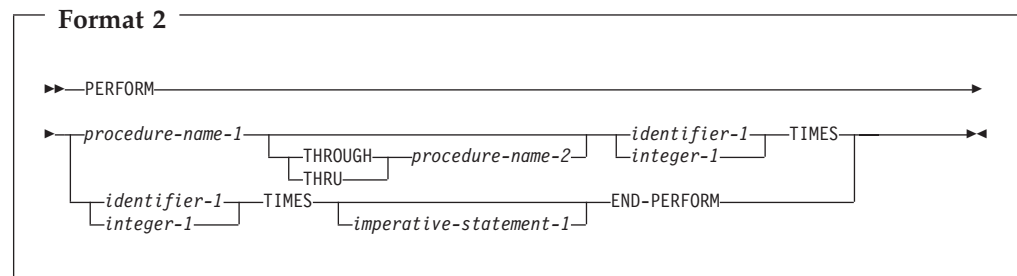 Format 2
PERFORM
procedure-name-1 identifier-1 TIMES
THROUGH procedure-name-2 integer-1
THRU
identifier-1 TIMES END-PERFORM
integer-1 imperative-statement-1